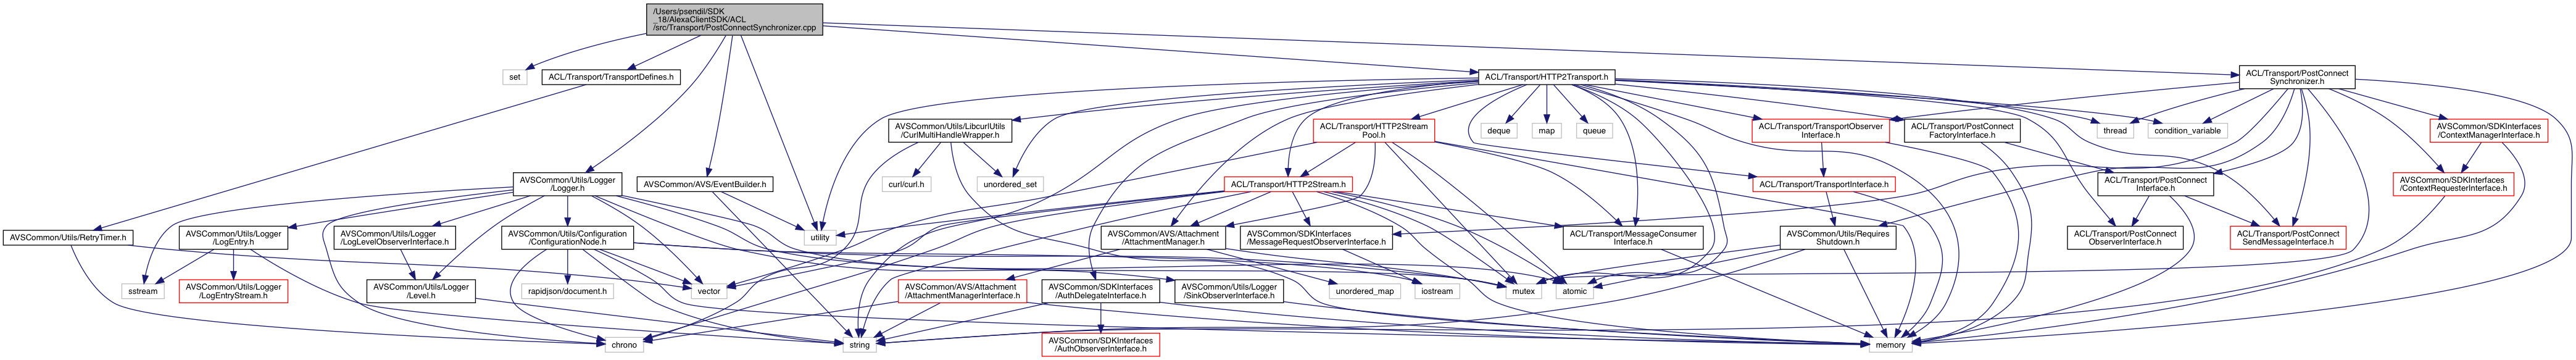 /Users/psendil/SDK
_18/AlexaClientSDK/ACL
/src/Transport/PostConnectSynchronizer.cpp
set
ACL/Transport/TransportDefines.h
ACL/Transport/HTTP2Transport.h
ACL/Transport/PostConnect
Synchronizer.h
AVSCommon/Utils/LibcurlUtils
/CurlMultiHandleWrapper.h
ACL/Transport/HTTP2Stream
Pool.h
deque
map
queue
ACL/Transport/TransportObserver
Interface.h
ACL/Transport/PostConnect
FactoryInterface.h
thread
condition_variable
AVSCommon/SDKInterfaces
/ContextManagerInterface.h
AVSCommon/Utils/Logger
/Logger.h
AVSCommon/AVS/EventBuilder.h
curl/curl.h
unordered_set
ACL/Transport/HTTP2Stream.h
ACL/Transport/TransportInterface.h
ACL/Transport/PostConnect
Interface.h
AVSCommon/SDKInterfaces
/ContextRequesterInterface.h
AVSCommon/Utils/RetryTimer.h
AVSCommon/Utils/Logger
/LogEntry.h
AVSCommon/Utils/Logger
/LogLevelObserverInterface.h
AVSCommon/Utils/Configuration
/ConfigurationNode.h
utility
AVSCommon/AVS/Attachment
/AttachmentManager.h
AVSCommon/SDKInterfaces
/MessageRequestObserverInterface.h
ACL/Transport/MessageConsumer
Interface.h
AVSCommon/Utils/Requires
Shutdown.h
ACL/Transport/PostConnect
ObserverInterface.h
ACL/Transport/PostConnect
SendMessageInterface.h
sstream
AVSCommon/Utils/Logger
/LogEntryStream.h
AVSCommon/Utils/Logger
/Level.h
rapidjson/document.h
vector
AVSCommon/AVS/Attachment
/AttachmentManagerInterface.h
AVSCommon/SDKInterfaces
/AuthDelegateInterface.h
AVSCommon/Utils/Logger
/SinkObserverInterface.h
unordered_map
iostream
mutex
atomic
chrono
string
AVSCommon/SDKInterfaces
/AuthObserverInterface.h
memory